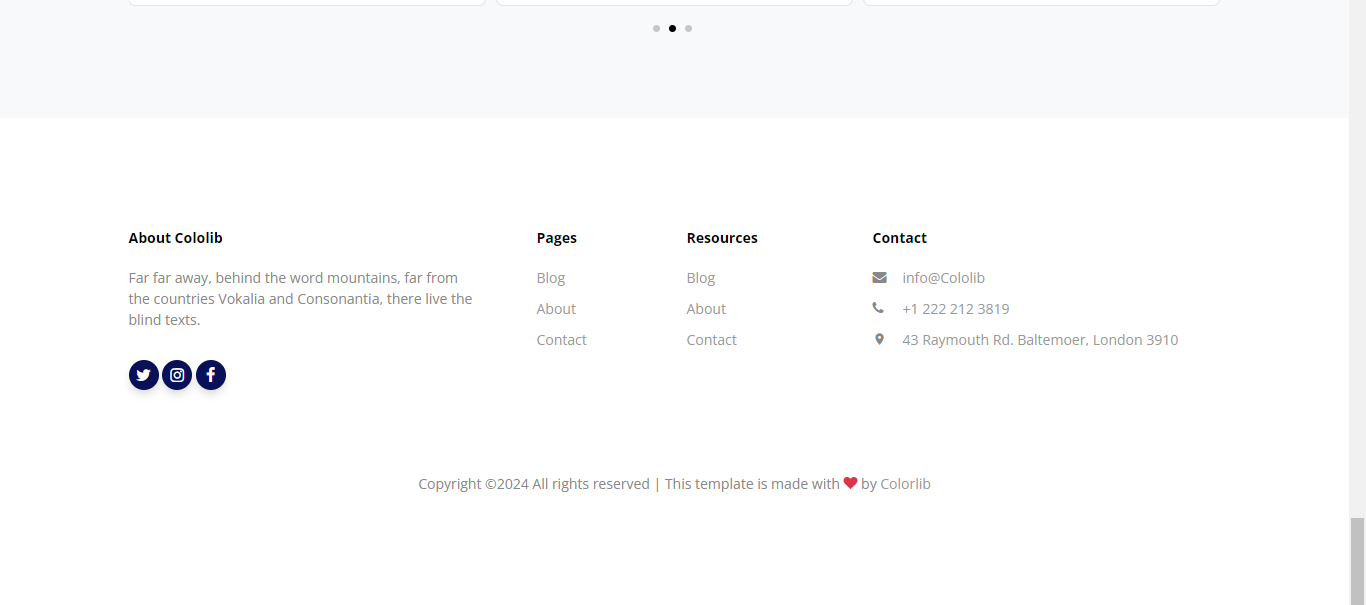 About Cololib
Far far away, behind the word mountains, far from
the countries Vokalia and Consonantia, there live the
blind texts.
Pages
Blog
About
Contact
Resources
Blog
About
Contact
Contact
info@Cololib
+1 222 212 3819
43 Raymouth Rd. Baltemoer, London 3910
Copyright ©2024 All rights reserved | This template is made with ❤ by Colorlib